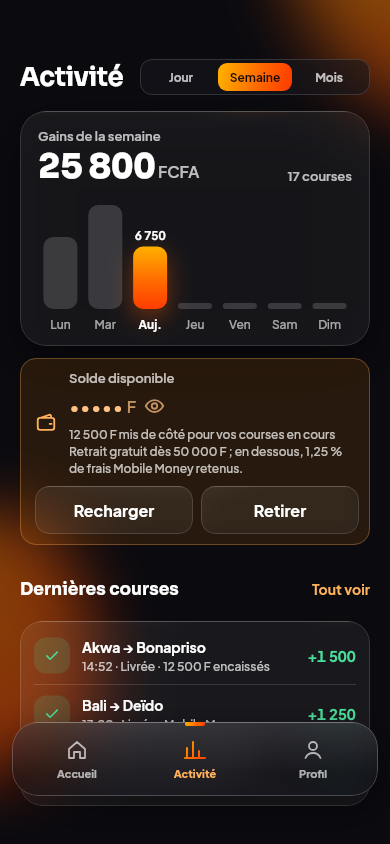 Activité
Jour Semaine Mois
Gains de la semaine
25 800 FCFA
17 courses
6 750
Lun Mar Auj. Jeu Ven Sam Dim
Solde disponible
••••• F
12 500 F mis de côté pour vos courses en cours
Retrait gratuit dès 50 000 F ; en dessous, 1,25 %
de frais Mobile Money retenus.
Recharger Retirer
Dernières courses Tout voir
Akwa → Bonapriso
14:52 · Livrée · 12 500 F encaissés
+1 500
Bali → Deïdo
+1 250
Accueil Activité Profil